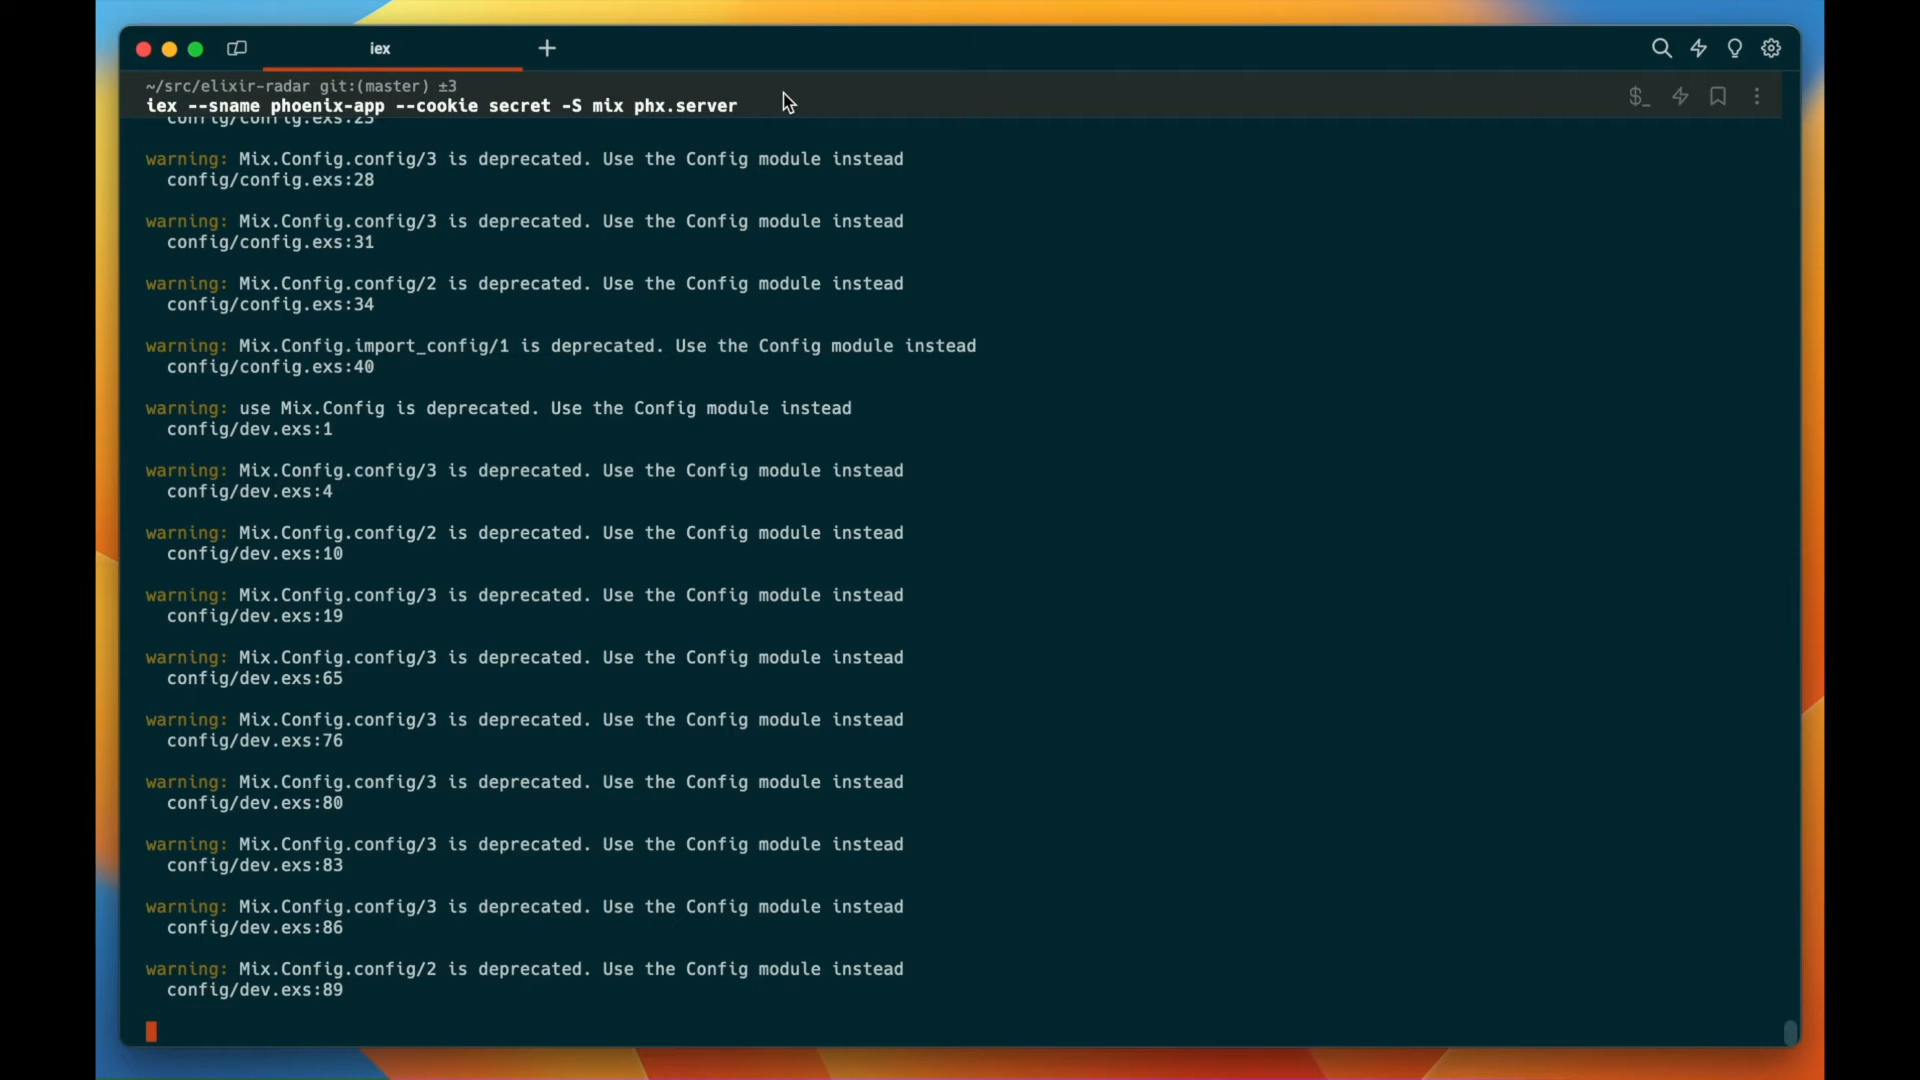 iex
~/src/elixir-radar git:(master) ±3
iex --sname phoenix-app --cookie secret -S mix phx.server
$_
config/config.exs:25
warning: Mix.Config.config/3 is deprecated. Use the Config module instead
config/config.exs:28
warning: Mix.Config.config/3 is deprecated. Use the Config module instead
config/config.exs:31
warning: Mix.Config.config/2 is deprecated. Use the Config module instead
config/config.exs:34
warning: Mix.Config.import_config/1 is deprecated. Use the Config module instead
config/config.exs:40
warning: use Mix.Config is deprecated. Use the Config module instead
config/dev.exs:1
warning: Mix.Config.config/3 is deprecated. Use the Config module instead
config/dev.exs:4
warning: Mix.Config.config/2 is deprecated. Use the Config module instead
config/dev.exs:10
warning: Mix.Config.config/3 is deprecated. Use the Config module instead
config/dev.exs:19
warning: Mix.Config.config/3 is deprecated. Use the Config module instead
config/dev.exs:65
warning: Mix.Config.config/3 is deprecated. Use the Config module instead
config/dev.exs:76
warning: Mix.Config.config/3 is deprecated. Use the Config module instead
config/dev.exs:80
warning: Mix.Config.config/3 is deprecated. Use the Config module instead
config/dev.exs:83
warning: Mix.Config.config/3 is deprecated. Use the Config module instead
config/dev.exs:86
warning: Mix.Config.config/2 is deprecated. Use the Config module instead
config/dev.exs:89